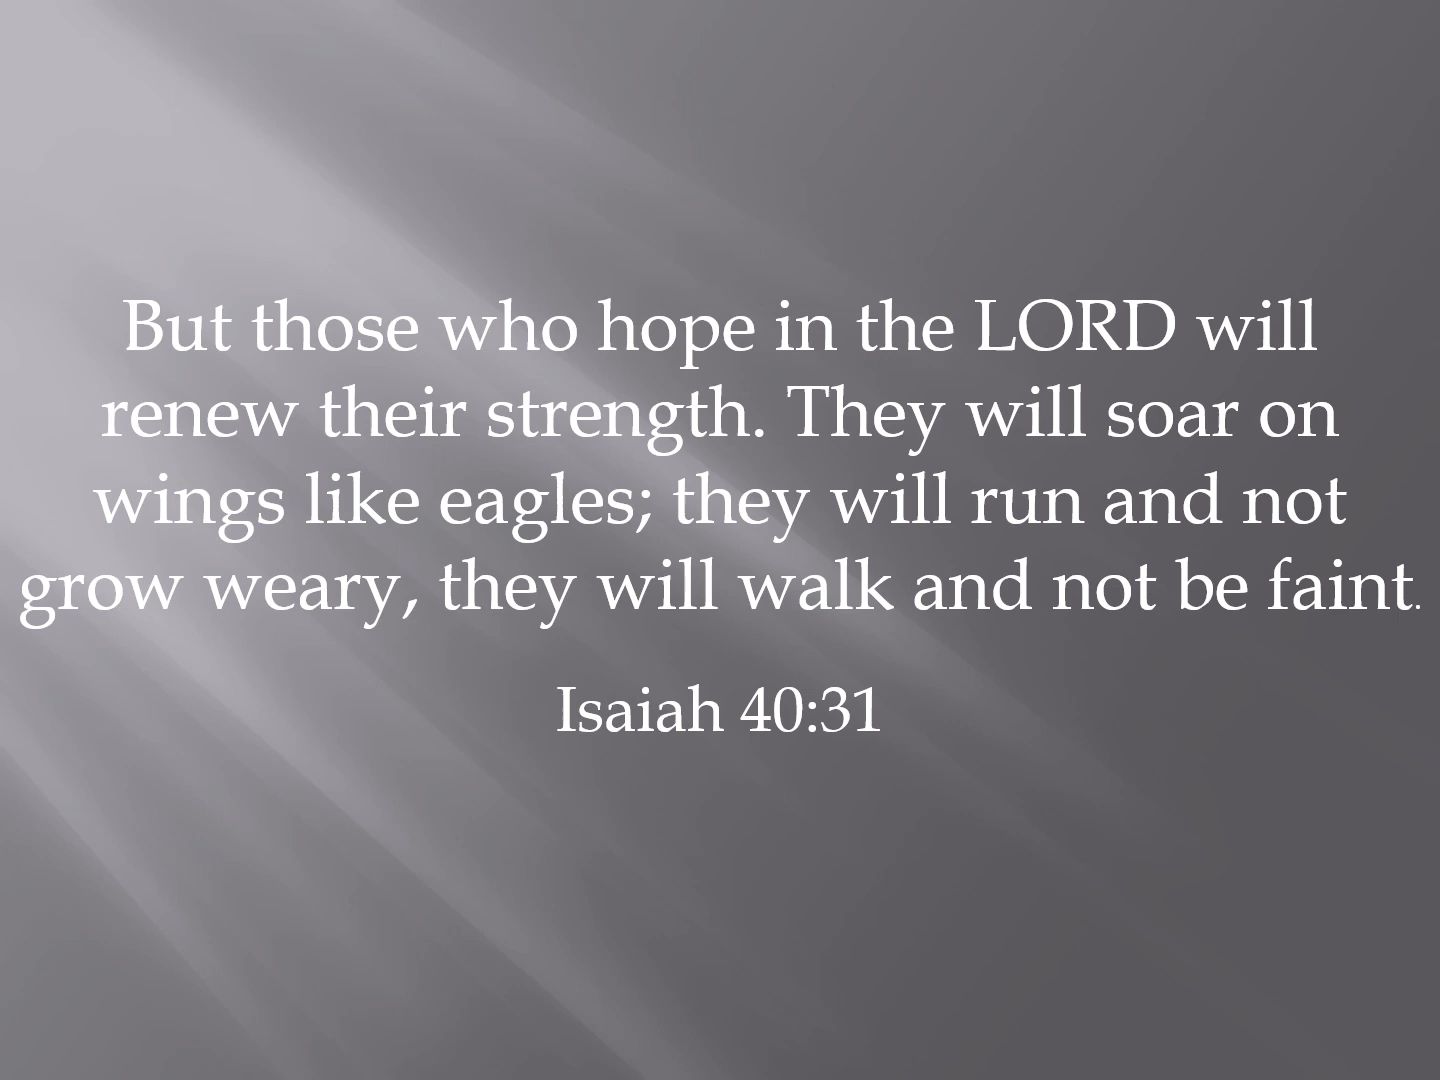 But those who hope in the LORD will
renew their strength. They will soar on
wings like eagles; they will run and not
grow weary, they will walk and not be faint.
Isaiah 40:31